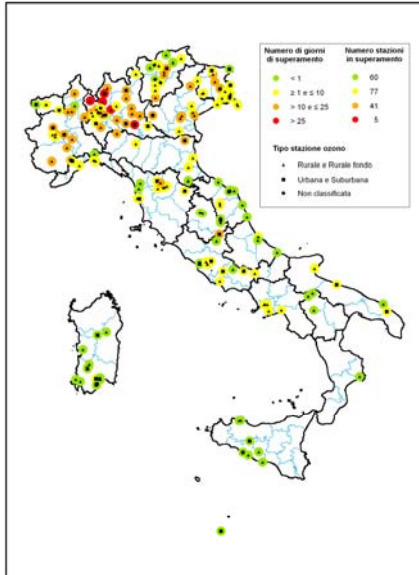 Numero di giorni di superamento
Numero stazioni in superamento
< 1 60
≥ 1 e ≤ 10 77
> 10 e ≤ 25 41
> 25 5
Tipo stazione ozono
Rurale e Rurale fondo
Urbana e Suburbana
Non classificata